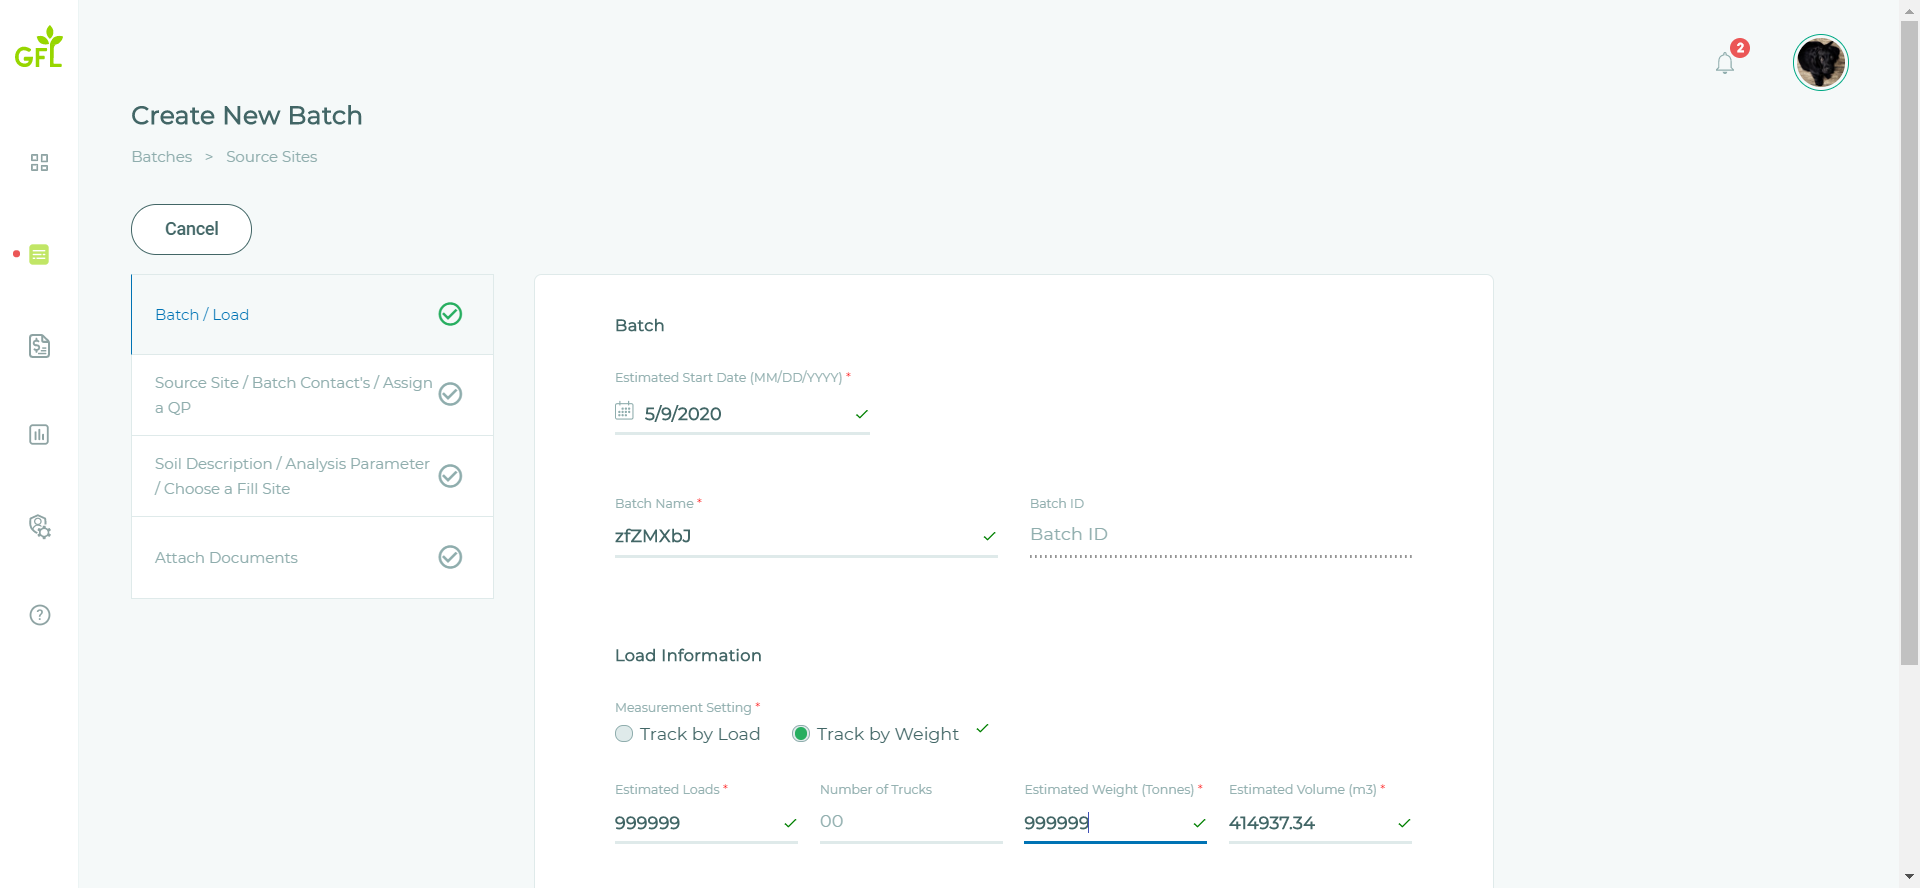 GFL
2
Create New Batch
Batches > Source Sites
Cancel
Batch / Load
Source Site / Batch Contact's / Assign
a QP
Soil Description / Analysis Parameter
/ Choose a Fill Site
Attach Documents
Batch
Estimated Start Date (MM/DD/YYYY) *
5/9/2020
Batch Name *
Batch ID
zfZMXbJ
Batch ID
Load Information
Measurement Setting *
Track by Load
Track by Weight
Estimated Loads *
Number of Trucks
Estimated Weight (Tonnes) *
Estimated Volume (m3) *
999999
00
999999
414937.34